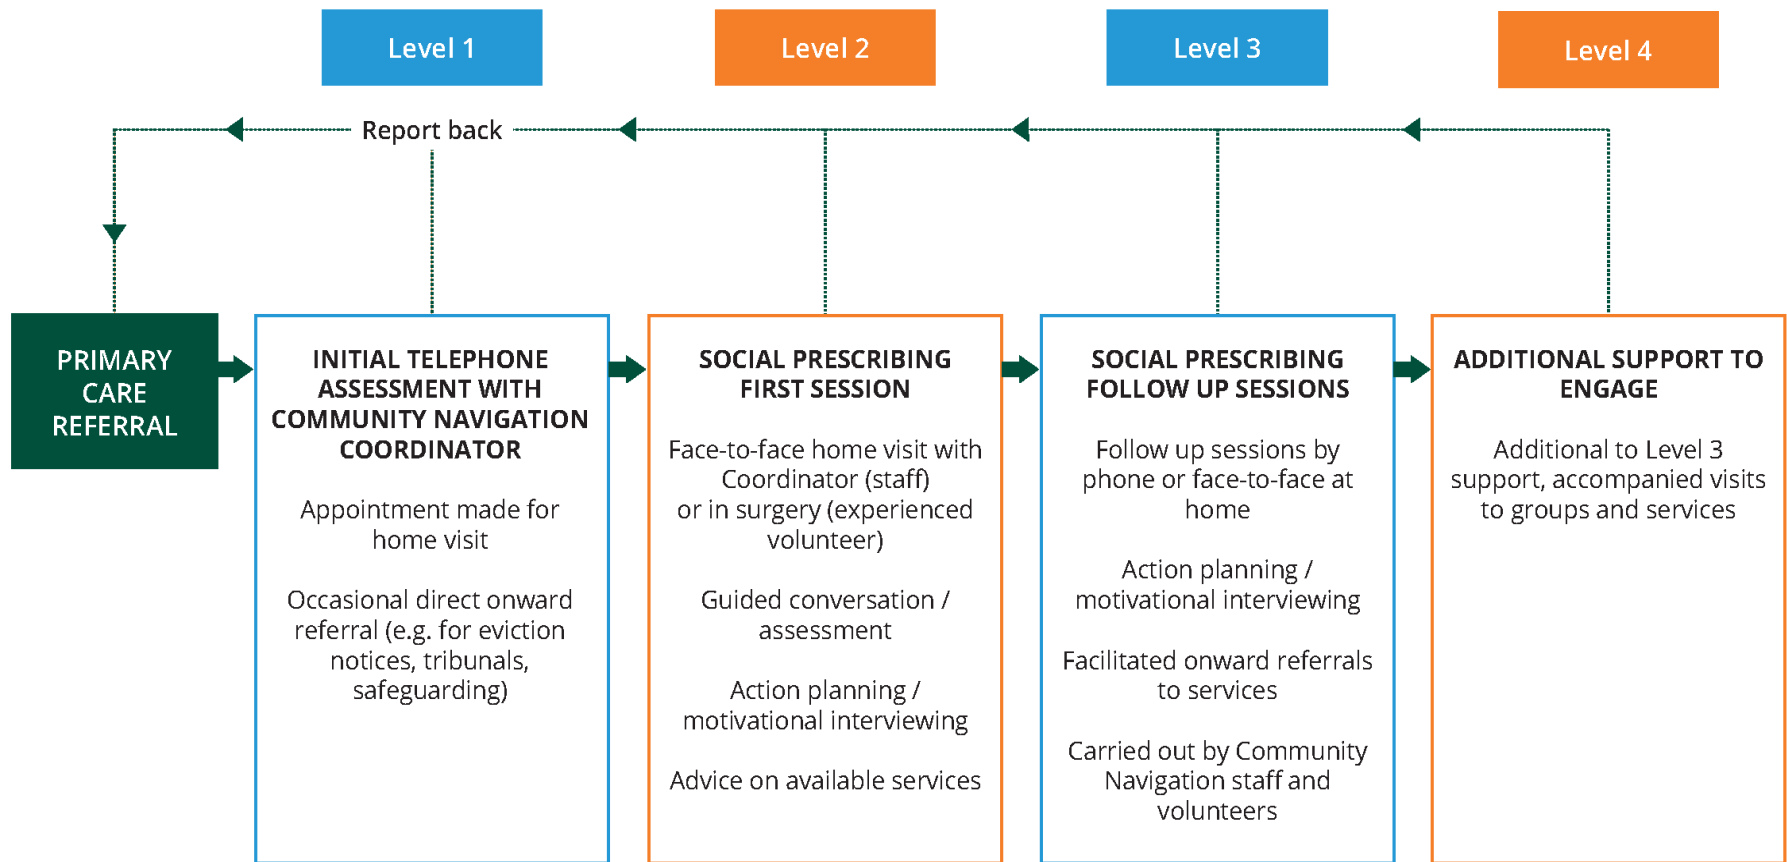 Level 1
Level 2
Level 3
Level 4
Report back
PRIMARY
CARE
REFERRAL
INITIAL TELEPHONE
ASSESSMENT WITH
COMMUNITY NAVIGATION
COORDINATOR
Appointment made for
home visit
Occasional direct onward
referral (e.g. for eviction
notices, tribunals,
safeguarding)
SOCIAL PRESCRIBING
FIRST SESSION
Face-to-face home visit with
Coordinator (staff)
or in surgery (experienced
volunteer)
Guided conversation /
assessment
Action planning /
motivational interviewing
Advice on available services
SOCIAL PRESCRIBING
FOLLOW UP SESSIONS
Follow up sessions by
phone or face-to-face at
home
Action planning /
motivational interviewing
Facilitated onward referrals
to services
Carried out by Community
Navigation staff and
volunteers
ADDITIONAL SUPPORT TO
ENGAGE
Additional to Level 3
support, accompanied visits
to groups and services